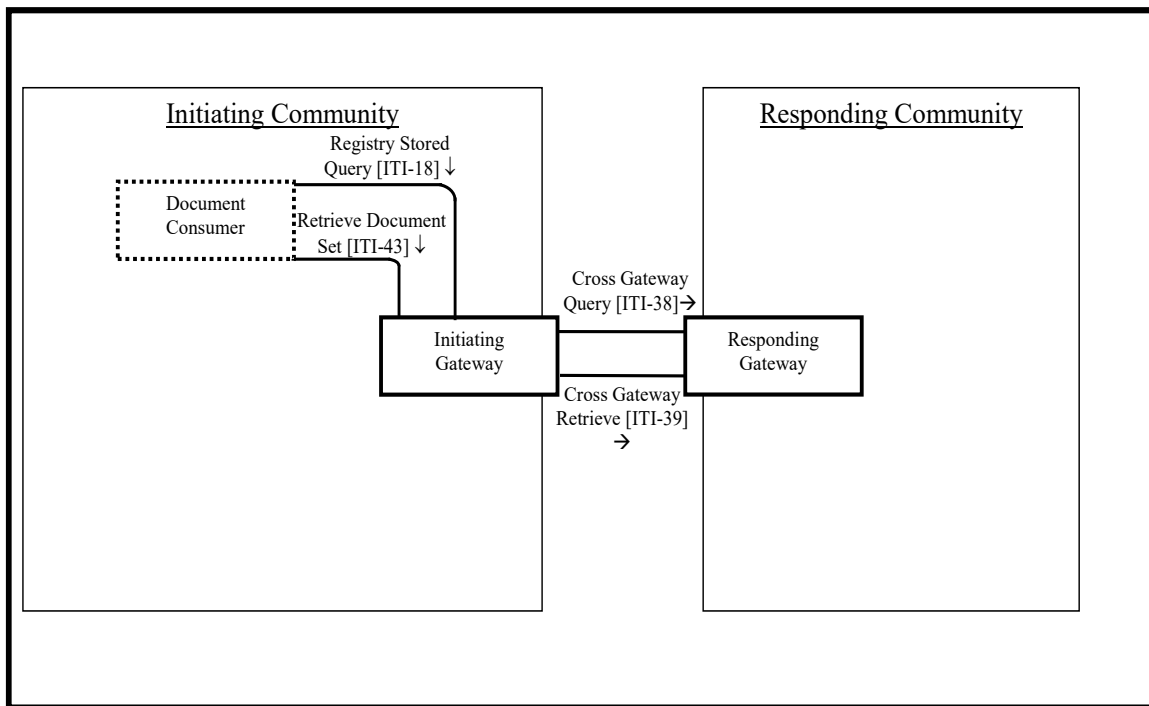 Initiating Community
Registry Stored
Query [ITI-18] ↓
Document
Consumer
Retrieve Document
Set [ITI-43] ↓
Initiating
Gateway
Cross Gateway
Query [ITI-38]→
Cross Gateway
Retrieve [ITI-39]
→
Responding Community
Responding
Gateway